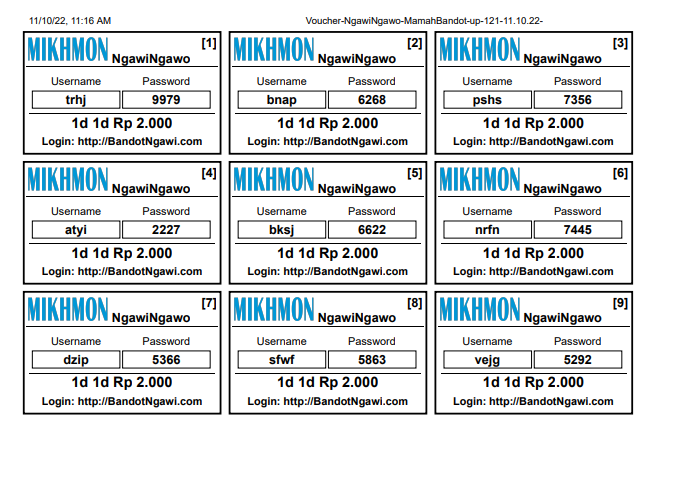 11/10/22, 11:16 AM Voucher-NgawiNgawo-MamahBandot-up-121-11.10.22-
MIKHMON NgawiNgawo [1]
Username Password
trhj 9979
1d 1d Rp 2.000
Login: http://BandotNgawi.com
MIKHMON NgawiNgawo [2]
Username Password
bnap 6268
1d 1d Rp 2.000
Login: http://BandotNgawi.com
MIKHMON NgawiNgawo [3]
Username Password
pshs 7356
1d 1d Rp 2.000
Login: http://BandotNgawi.com
MIKHMON NgawiNgawo [4]
Username Password
atyi 2227
1d 1d Rp 2.000
Login: http://BandotNgawi.com
MIKHMON NgawiNgawo [5]
Username Password
bksj 6622
1d 1d Rp 2.000
Login: http://BandotNgawi.com
MIKHMON NgawiNgawo [6]
Username Password
nrfn 7445
1d 1d Rp 2.000
Login: http://BandotNgawi.com
MIKHMON NgawiNgawo [7]
Username Password
dzip 5366
1d 1d Rp 2.000
Login: http://BandotNgawi.com
MIKHMON NgawiNgawo [8]
Username Password
sfwf 5863
1d 1d Rp 2.000
Login: http://BandotNgawi.com
MIKHMON NgawiNgawo [9]
Username Password
vejg 5292
1d 1d Rp 2.000
Login: http://BandotNgawi.com